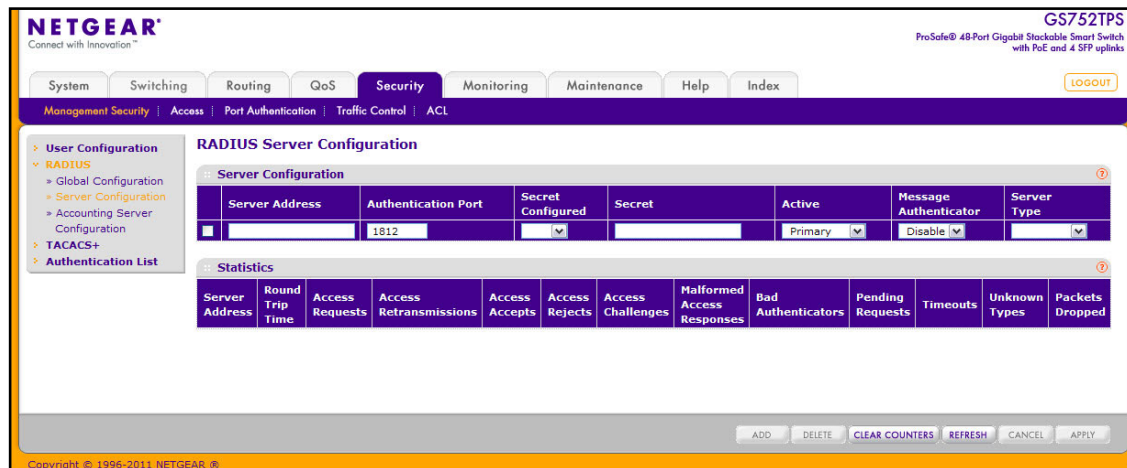 NETGEAR®
Connect with Innovation™
GS752TPS
ProSafe® 48-Port Gigabit Stackable Smart Switch
with PoE and 4 SFP uplinks
System Switching Routing QoS Security Monitoring Maintenance Help Index LOGOUT
Management Security Access Port Authentication Traffic Control ACL
User Configuration
RADIUS
» Global Configuration
» Server Configuration
» Accounting Server
Configuration
TACACS+
Authentication List
RADIUS Server Configuration
Server Configuration ?
Server Address Authentication Port Secret Configured Secret Active Message Authenticator Server Type
1812 Primary Disable
Statistics ?
Server Address Round Trip Time Access Requests Access Retransmissions Access Accepts Access Rejects Access Challenges Malformed Access Responses Bad Authenticators Pending Requests Timeouts Unknown Types Packets Dropped
ADD DELETE CLEAR COUNTERS REFRESH CANCEL APPLY
Copyright © 1996-2011 NETGEAR ®